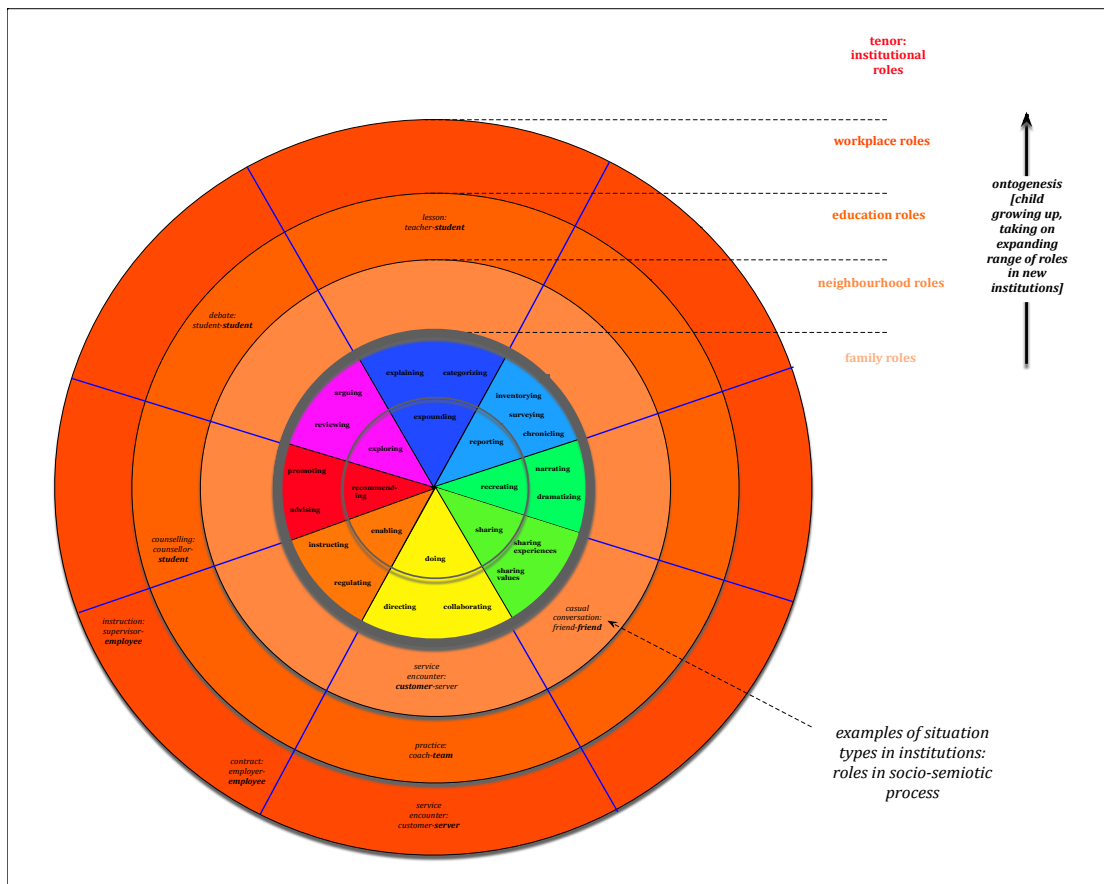 tenor:
institutional
roles
workplace roles
education roles
neighbourhood roles
family roles
ontogenesis
[child
growing up,
taking on
expanding
range of roles
in new
institutions]
lesson:
teacher-student
debate:
student-student
counselling:
counsellor-
student
instruction:
supervisor-
employee
contract:
employer-
employee
service
encounter:
customer-server
practice:
coach-team
service
encounter:
customer-server
casual
conversation:
friend-friend
explaining
categorizing
expounding
inventorying
surveying
chronicling
reporting
narrating
dramatizing
recreating
sharing
sharing
experiences
sharing
values
doing
directing
collaborating
enabling
instructing
regulating
recommend-
ing
promoting
advising
exploring
arguing
reviewing
examples of situation
types in institutions:
roles in socio-semiotic
process